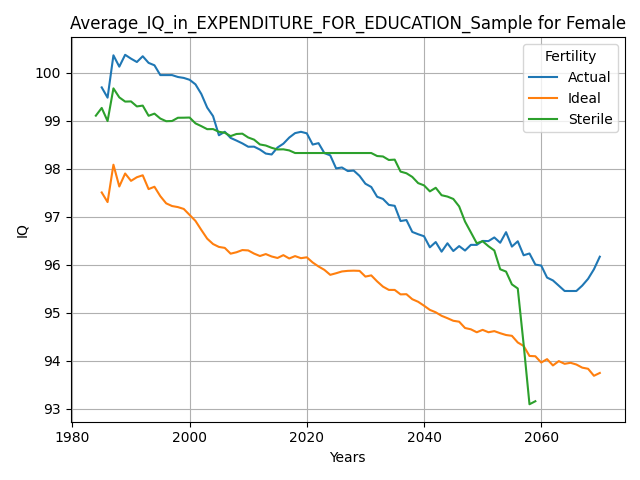 Average_IQ_in_EXPENDITURE_FOR_EDUCATION_Sample for Female
Fertility
Actual
Ideal
Sterile
IQ
100
99
98
97
96
95
94
93
1980
2000
2020
2040
2060
Years